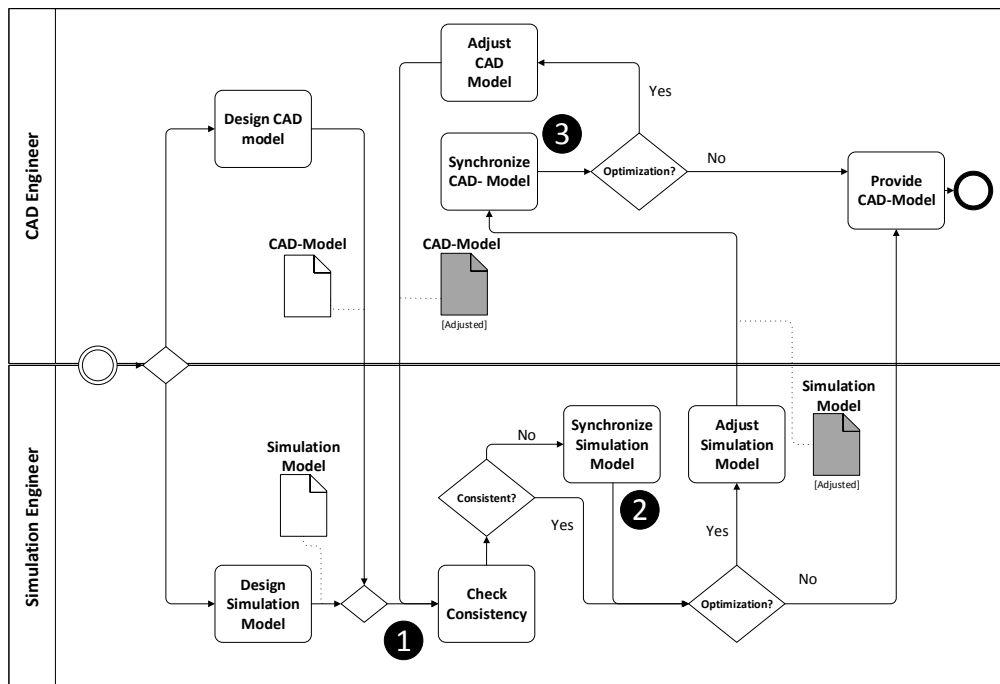 CAD Engineer
Adjust
CAD
Model
Yes
Design CAD
model
3
Synchronize
CAD- Model
Optimization?
No
Provide
CAD-Model
CAD-Model
CAD-Model
[Adjusted]
Simulation Engineer
Simulation
Model
[Adjusted]
Synchronize
Simulation
Model
Adjust
Simulation
Model
No
Simulation
Model
Consistent?
Yes
2
Yes
Design
Simulation
Model
1
Check
Consistency
Optimization?
No